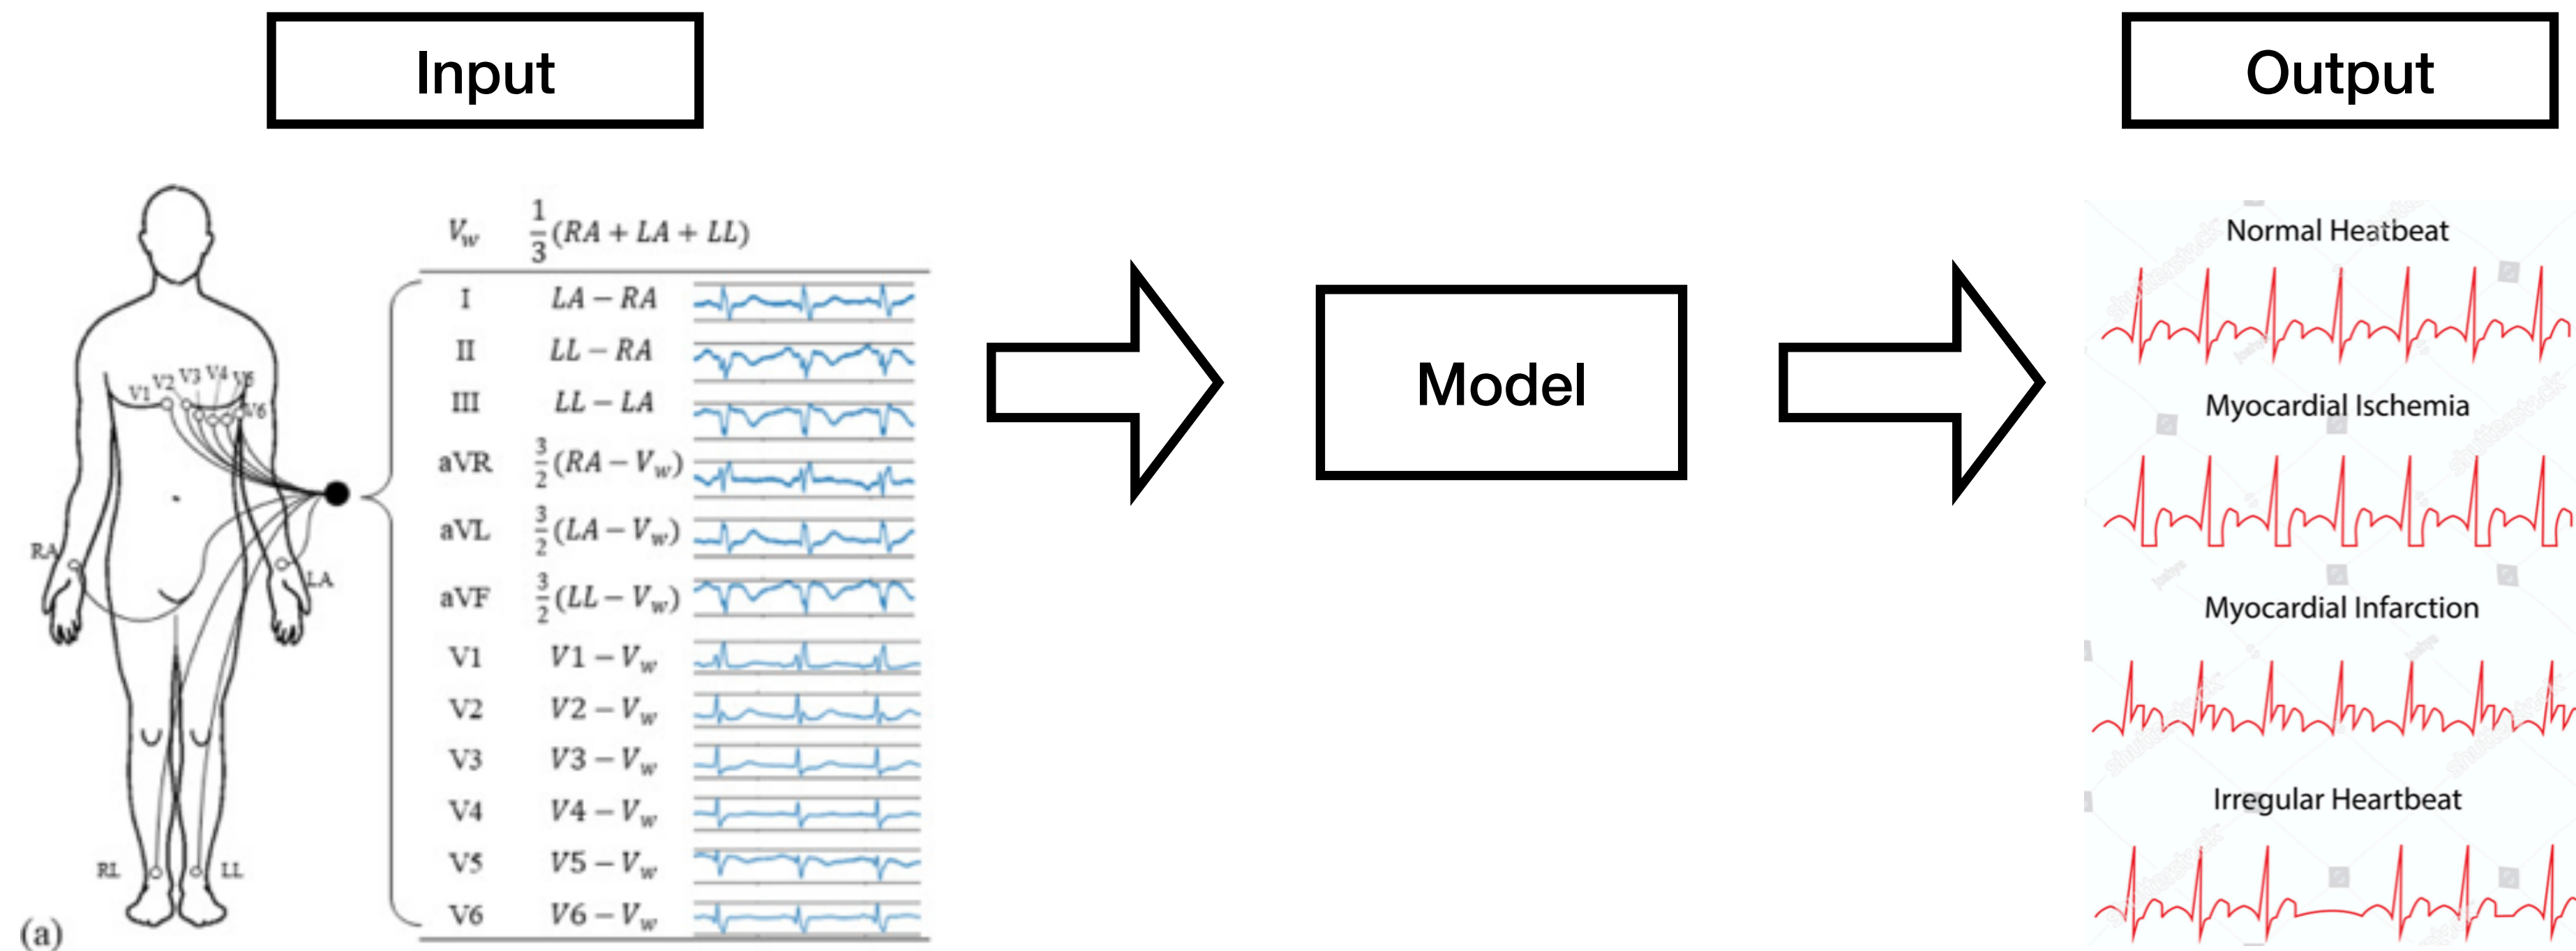 Input
Output
Model
V1
V2
V3
V4
V5
V6
RA
LA
RL
LL
(a)
V_w 1/3 (RA + LA + LL)
I LA − RA
II LL − RA
III LL − LA
aVR 3/2 (RA − V_w)
aVL 3/2 (LA − V_w)
aVF 3/2 (LL − V_w)
V1 V1 − V_w
V2 V2 − V_w
V3 V3 − V_w
V4 V4 − V_w
V5 V5 − V_w
V6 V6 − V_w
Normal Heatbeat
Myocardial Ischemia
Myocardial Infarction
Irregular Heartbeat
shutterstock